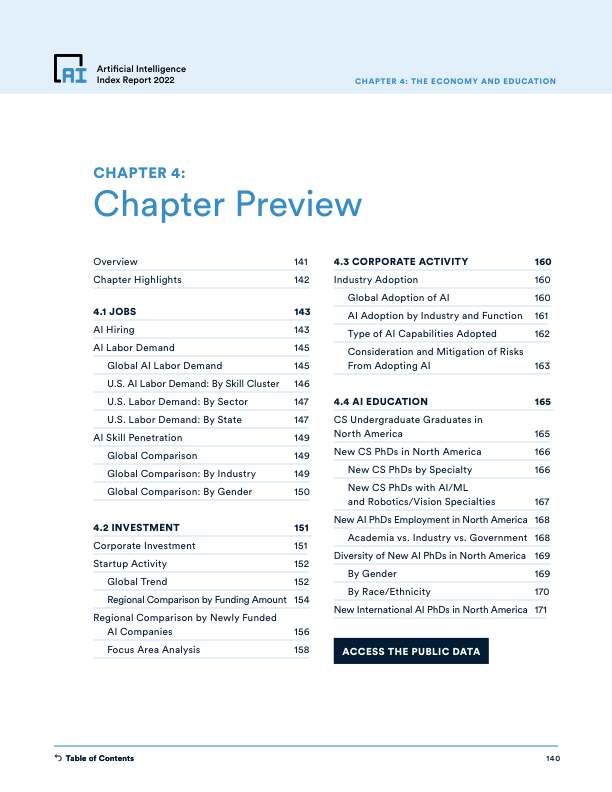 AI
Artificial Intelligence
Index Report 2022
CHAPTER 4: THE ECONOMY AND EDUCATION
CHAPTER 4:
Chapter Preview
Overview 141
Chapter Highlights 142
4.1 JOBS 143
AI Hiring 143
AI Labor Demand 145
Global AI Labor Demand 145
U.S. AI Labor Demand: By Skill Cluster 146
U.S. Labor Demand: By Sector 147
U.S. Labor Demand: By State 147
AI Skill Penetration 149
Global Comparison 149
Global Comparison: By Industry 149
Global Comparison: By Gender 150
4.2 INVESTMENT 151
Corporate Investment 151
Startup Activity 152
Global Trend 152
Regional Comparison by Funding Amount 154
Regional Comparison by Newly Funded
AI Companies 156
Focus Area Analysis 158
4.3 CORPORATE ACTIVITY 160
Industry Adoption 160
Global Adoption of AI 160
AI Adoption by Industry and Function 161
Type of AI Capabilities Adopted 162
Consideration and Mitigation of Risks
From Adopting AI 163
4.4 AI EDUCATION 165
CS Undergraduate Graduates in
North America 165
New CS PhDs in North America 166
New CS PhDs by Specialty 166
New CS PhDs with AI/ML
and Robotics/Vision Specialties 167
New AI PhDs Employment in North America 168
Academia vs. Industry vs. Government 168
Diversity of New AI PhDs in North America 169
By Gender 169
By Race/Ethnicity 170
New International AI PhDs in North America 171
ACCESS THE PUBLIC DATA
Table of Contents
140